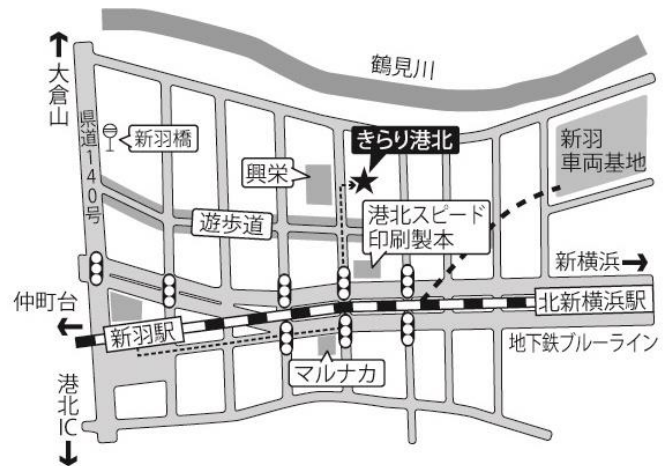 大倉山
鶴見川
県道140号
新羽橋
きらり港北
新羽
車両基地
興栄
遊歩道
港北スピード
印刷製本
新横浜
仲町台
新羽駅
北新横浜駅
地下鉄ブルーライン
マルナカ
港北IC